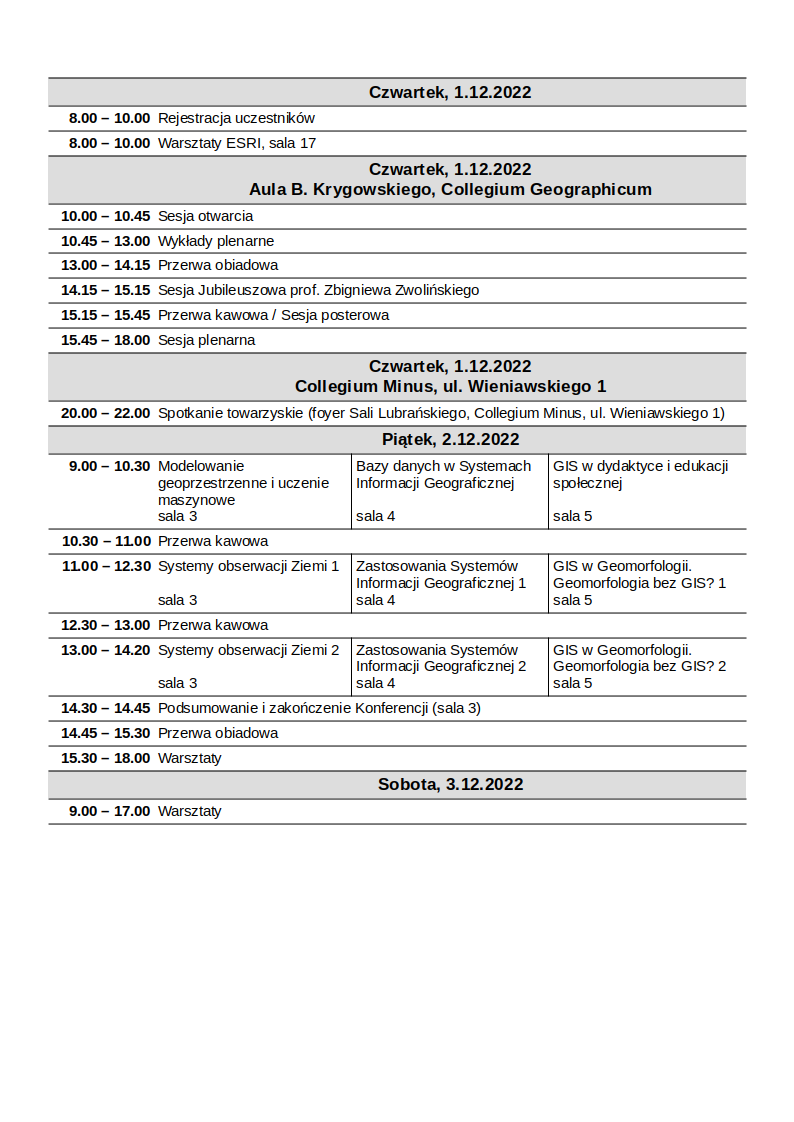 Czwartek, 1.12.2022
8.00 – 10.00 Rejestracja uczestników
8.00 – 10.00 Warsztaty ESRI, sala 17
Czwartek, 1.12.2022
Aula B. Krygowskiego, Collegium Geographicum
10.00 – 10.45 Sesja otwarcia
10.45 – 13.00 Wykłady plenarne
13.00 – 14.15 Przerwa obiadowa
14.15 – 15.15 Sesja Jubileuszowa prof. Zbigniewa Zwolińskiego
15.15 – 15.45 Przerwa kawowa / Sesja posterowa
15.45 – 18.00 Sesja plenarna
Czwartek, 1.12.2022
Collegium Minus, ul. Wieniawskiego 1
20.00 – 22.00 Spotkanie towarzyskie (foyer Sali Lubrańskiego, Collegium Minus, ul. Wieniawskiego 1)
Piątek, 2.12.2022
9.00 – 10.30 Modelowanie
geoprzestrzenne i uczenie
maszynowe
sala 3
Bazy danych w Systemach
Informacji Geograficznej
sala 4
GIS w dydaktyce i edukacji
społecznej
sala 5
10.30 – 11.00 Przerwa kawowa
11.00 – 12.30 Systemy obserwacji Ziemi 1
sala 3
Zastosowania Systemów
Informacji Geograficznej 1
sala 4
GIS w Geomorfologii.
Geomorfologia bez GIS? 1
sala 5
12.30 – 13.00 Przerwa kawowa
13.00 – 14.20 Systemy obserwacji Ziemi 2
sala 3
Zastosowania Systemów
Informacji Geograficznej 2
sala 4
GIS w Geomorfologii.
Geomorfologia bez GIS? 2
sala 5
14.30 – 14.45 Podsumowanie i zakończenie Konferencji (sala 3)
14.45 – 15.30 Przerwa obiadowa
15.30 – 18.00 Warsztaty
Sobota, 3.12.2022
9.00 – 17.00 Warsztaty